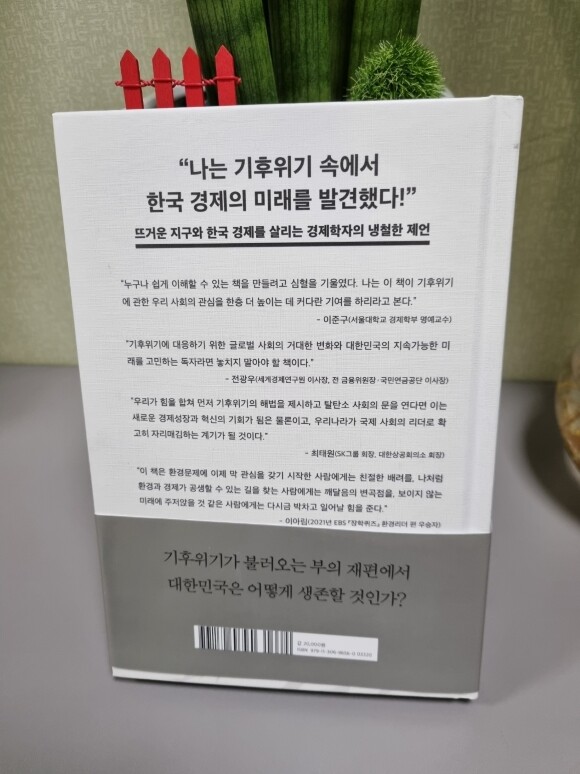 “나는 기후위기 속에서
한국 경제의 미래를 발견했다!”
뜨거운 지구와 한국 경제를 살리는 경제학자의 냉철한 제언
“누구나 쉽게 이해할 수 있는 책을 만들려고 심혈을 기울였다. 나는 이 책이 기후위기
에 관한 우리 사회의 관심을 한층 더 높이는 데 커다란 기여를 하리라고 본다.”
- 이준구(서울대학교 경제학부 명예교수)
“기후위기에 대응하기 위한 글로벌 사회의 거대한 변화와 대한민국의 지속가능한 미
래를 고민하는 독자라면 놓치지 말아야 할 책이다.”
- 전광우(세계경제연구원 이사장, 전 금융위원장·국민연금공단 이사장)
“우리가 힘을 합쳐 먼저 기후위기의 해법을 제시하고 탈탄소 사회의 문을 연다면 이는
새로운 경제성장과 혁신의 기회가 됨은 물론이고, 우리나라가 국제 사회의 리더로 확
고히 자리매김하는 계기가 될 것이다.”
- 최태원(SK그룹 회장, 대한상공회의소 회장)
“이 책은 환경문제에 이제 막 관심을 갖기 시작한 사람에게는 친절한 배려를, 나처럼
환경과 경제가 공생할 수 있는 길을 찾는 사람에게는 깨달음의 변곡점을, 보이지 않는
미래에 주저앉을 것 같은 사람에게는 다시금 박차고 일어날 힘을 준다.”
- 이아림(2021년 EBS 『장학퀴즈』 환경리더 편 우승자)
기후위기가 불러오는 부의 재편에서
대한민국은 어떻게 생존할 것인가?